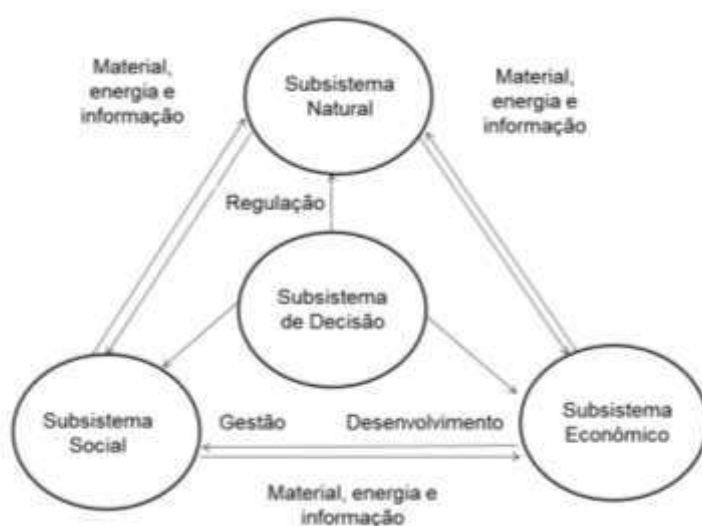 Material,
energia e
informação
Subsistema
Natural
Material,
energia e
informação
Regulação
Subsistema
de Decisão
Subsistema
Social
Gestão
Desenvolvimento
Subsistema
Econômico
Material, energia e
informação